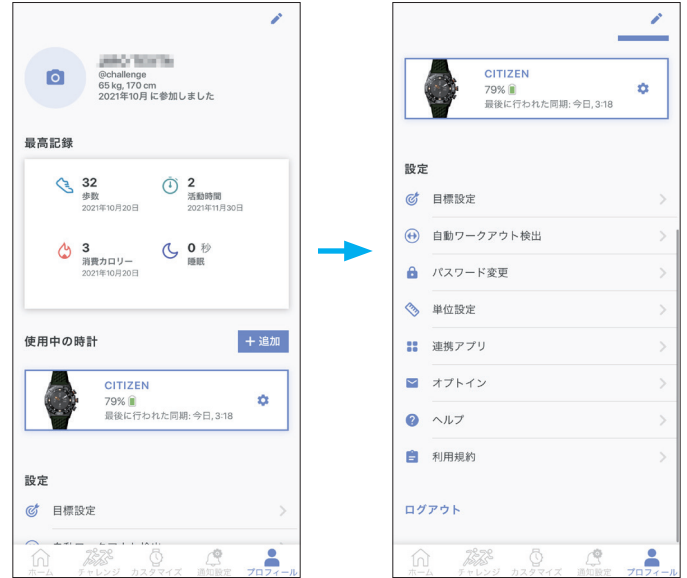 @challenge
65 kg, 170 cm
2021年10月 に参加しました
最高記録
32
歩数
2021年10月20日
2
活動時間
2021年11月30日
3
消費カロリー
2021年10月20日
0 秒
睡眠
使用中の時計
+ 追加
CITIZEN
79%
最後に行われた同期: 今日, 3:18
設定
目標設定
ホーム
チャレンジ
カスタマイズ
通知設定
プロフィール
CITIZEN
79%
最後に行われた同期: 今日, 3:18
設定
目標設定
自動ワークアウト検出
パスワード変更
単位設定
連携アプリ
オプトイン
ヘルプ
利用規約
ログアウト
ホーム
チャレンジ
カスタマイズ
通知設定
プロフィール